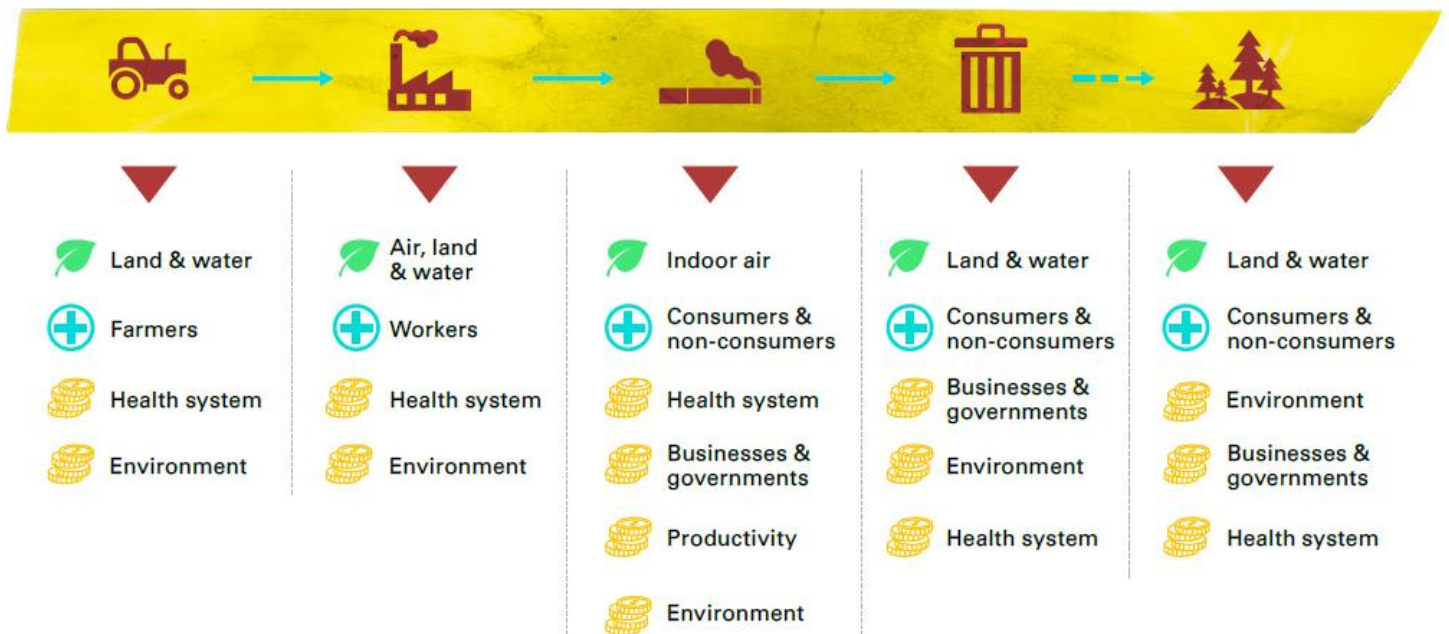 Land & water
Farmers
Health system
Environment
Air, land
& water
Workers
Health system
Environment
Indoor air
Consumers &
non-consumers
Health system
Businesses &
governments
Productivity
Environment
Land & water
Consumers &
non-consumers
Businesses &
governments
Environment
Health system
Land & water
Consumers &
non-consumers
Environment
Businesses &
governments
Health system